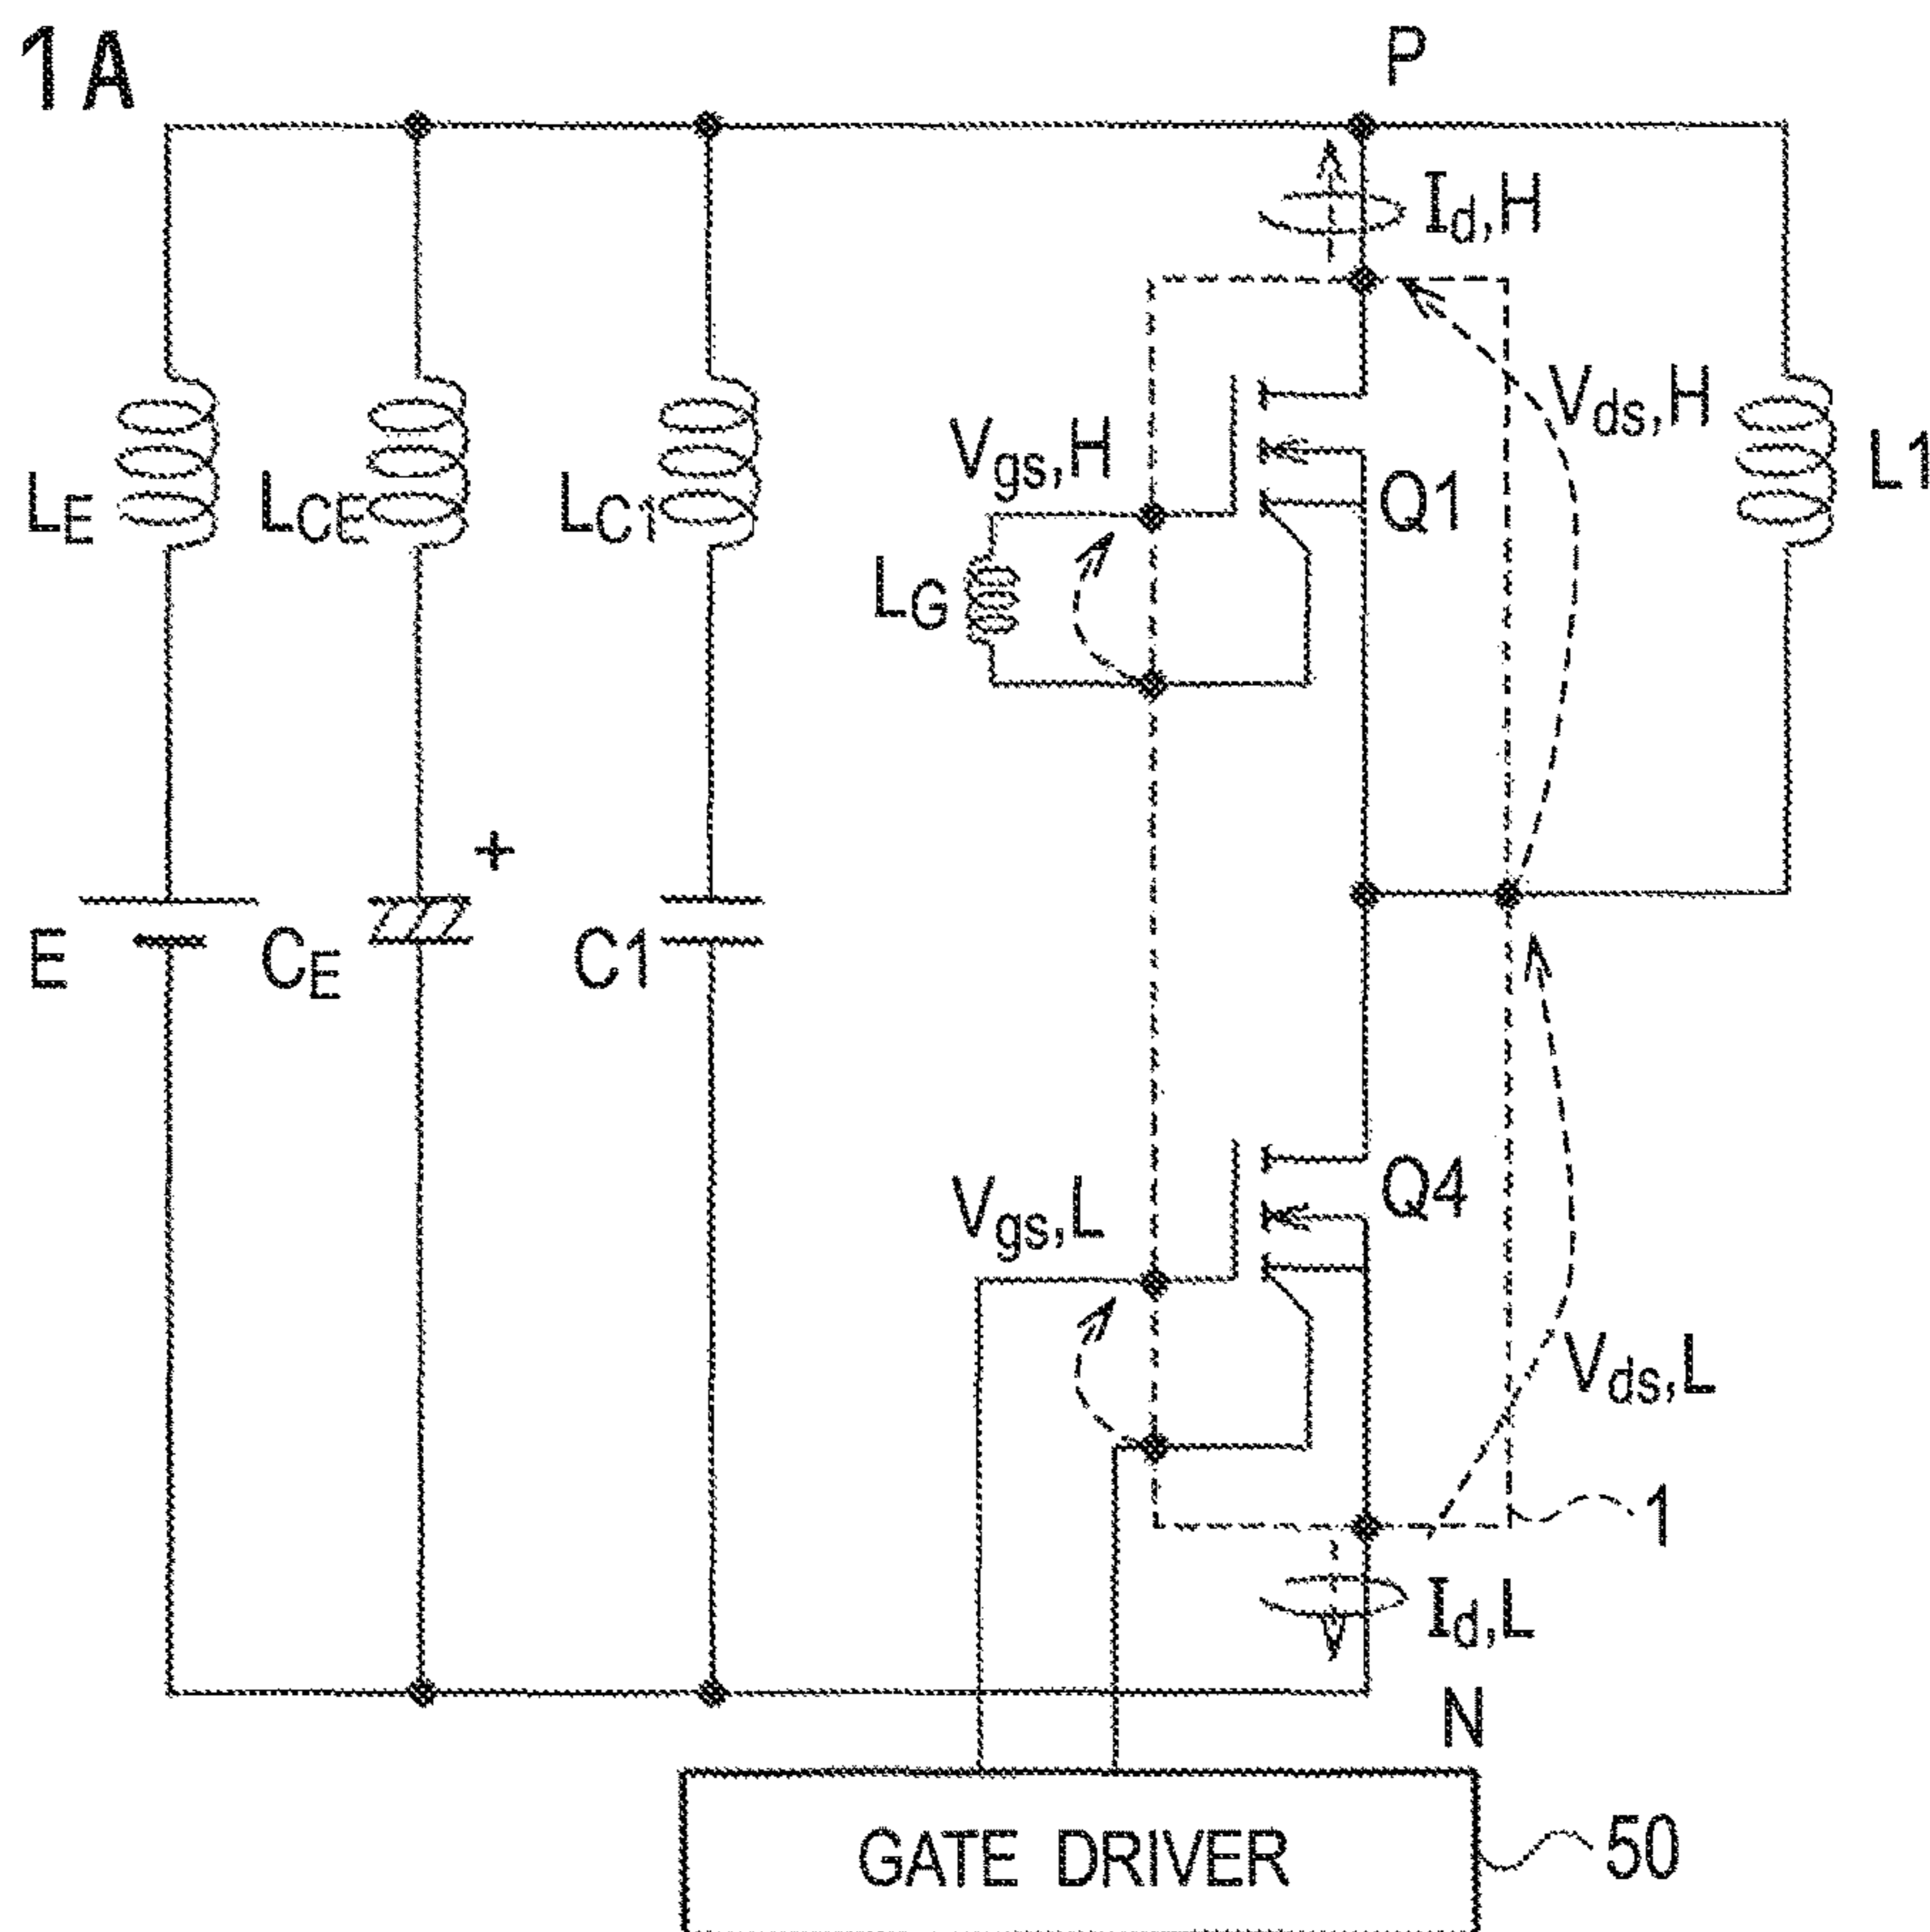 1A
P
Id,H
Vds,H
Vgs,H
Q1
L1
LE
LCE
LC1
LG
+
E
CE
C1
Q4
Vgs,L
Vds,L
1
Id,L
N
GATE DRIVER
50